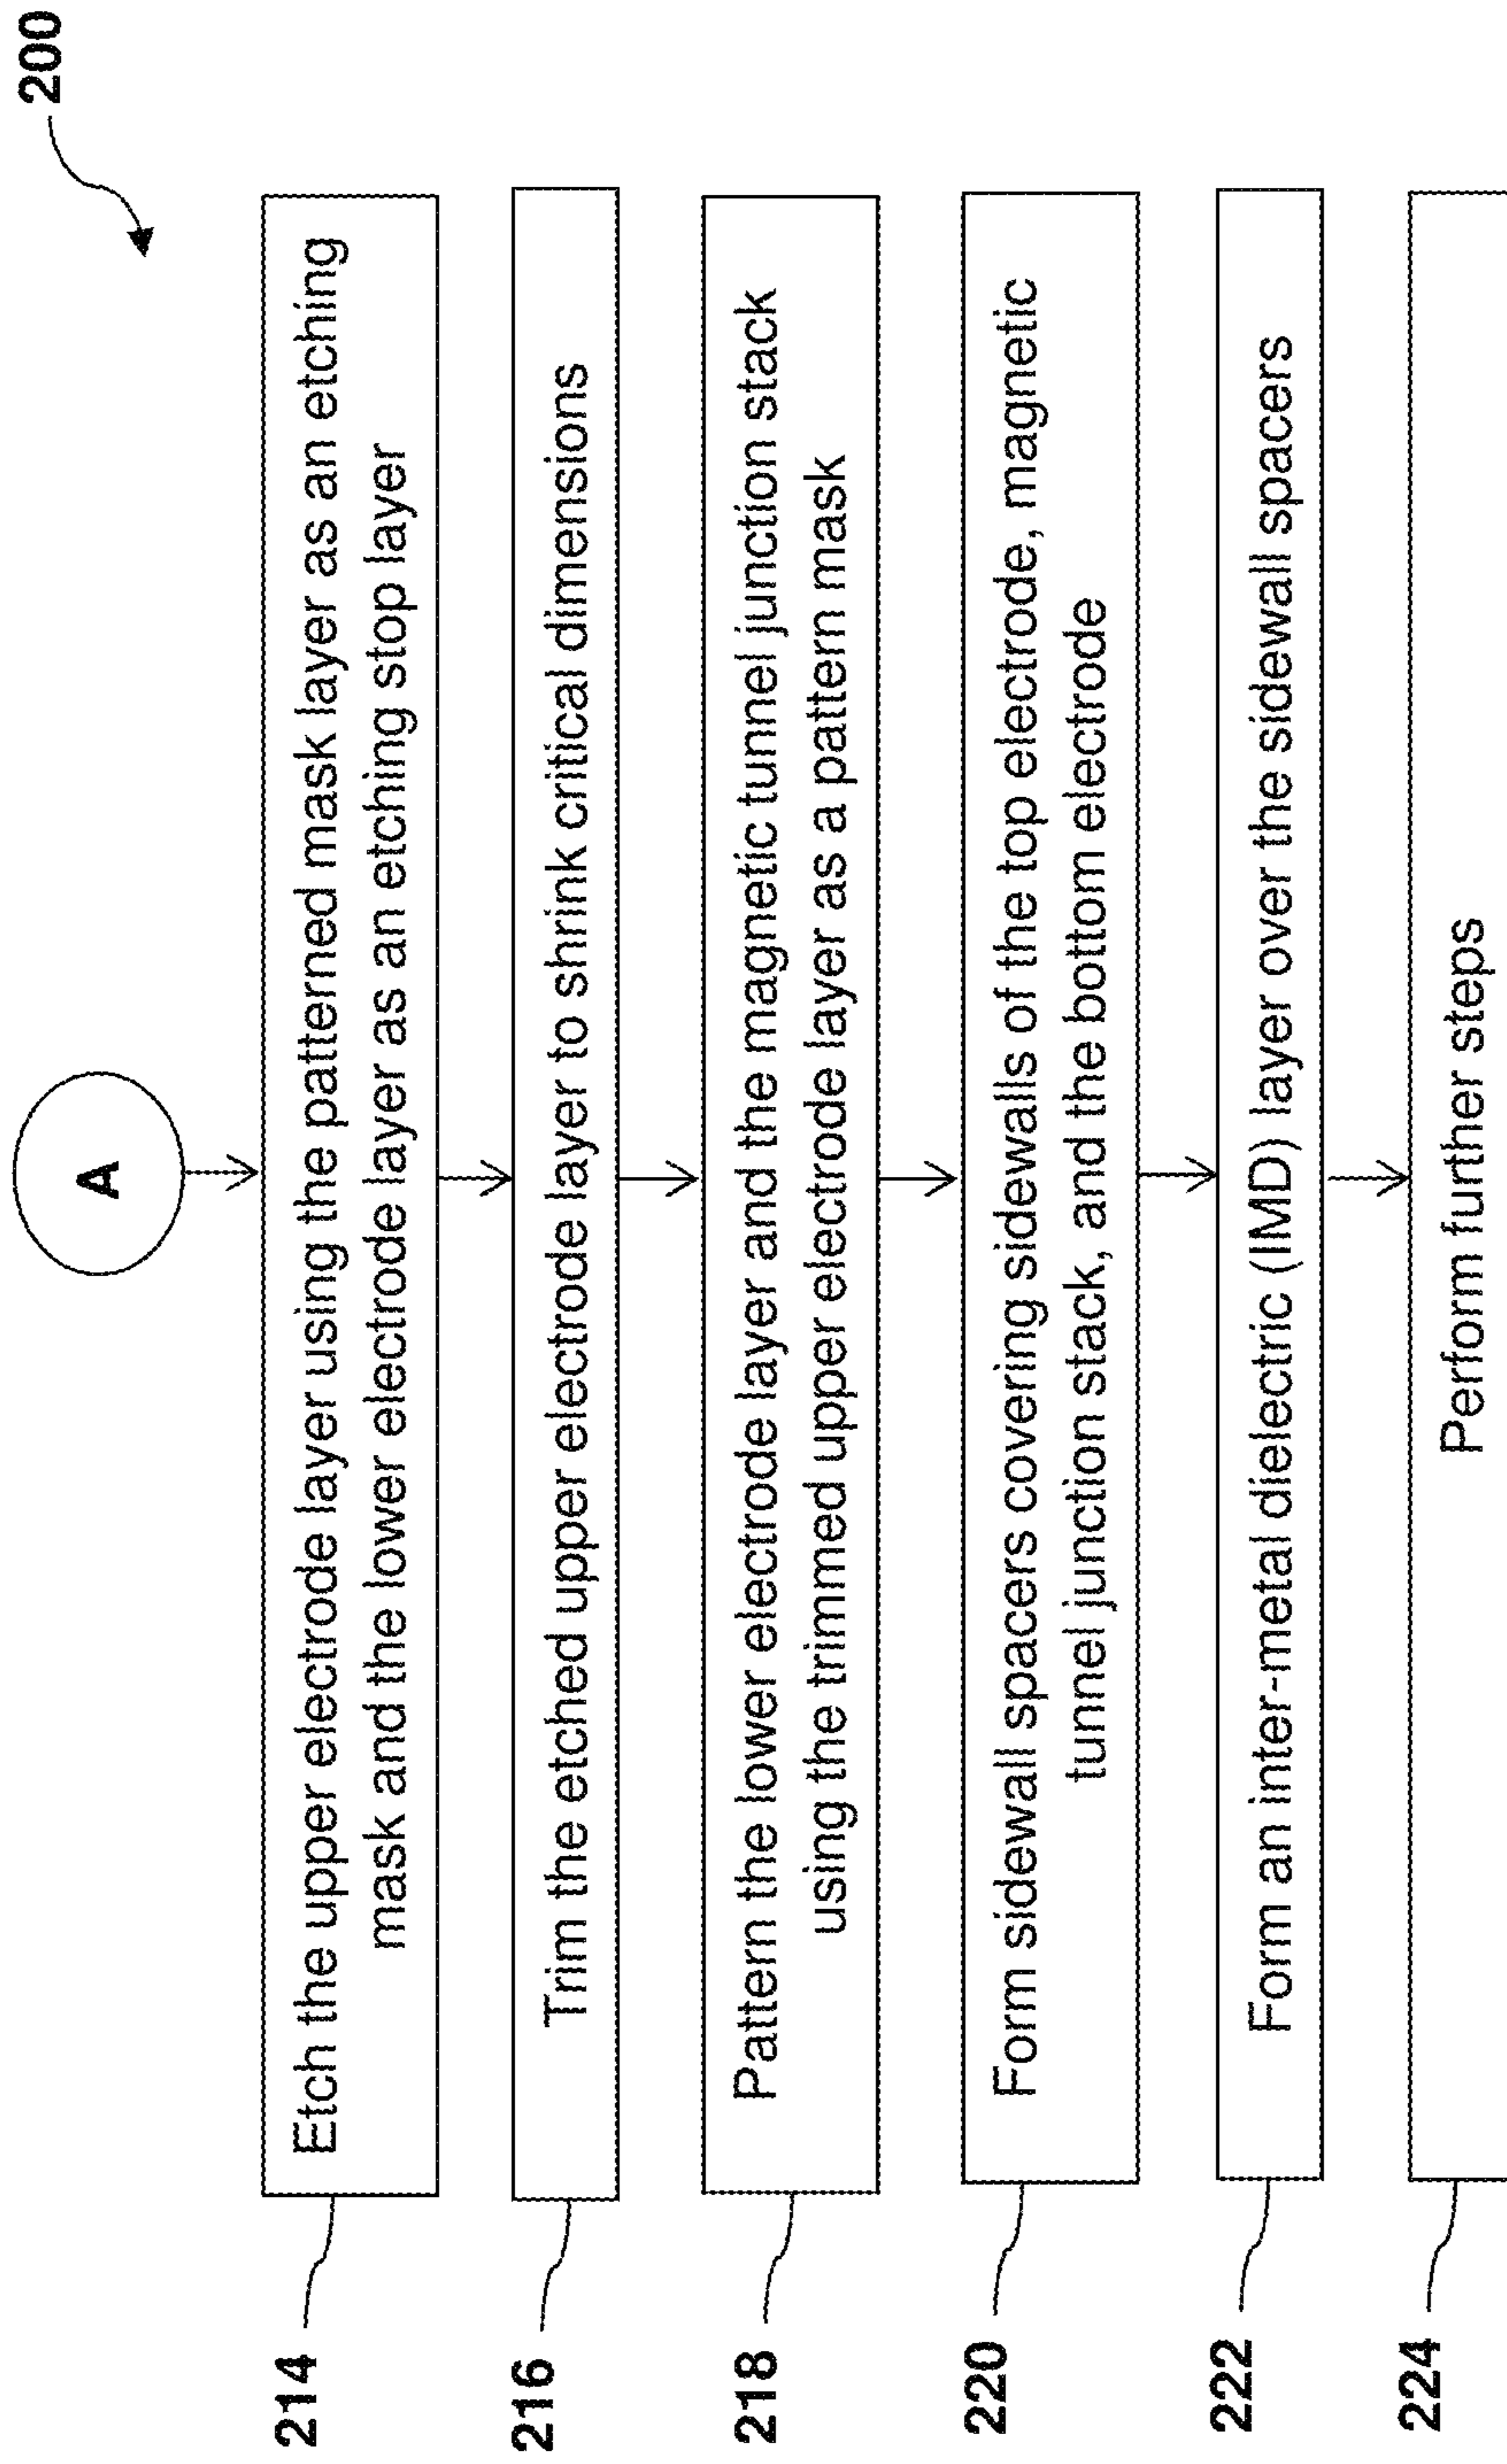 200
A
214
Etch the upper electrode layer using the patterned mask layer as an etching
mask and the lower electrode layer as an etching stop layer
216
Trim the etched upper electrode layer to shrink critical dimensions
218
Pattern the lower electrode layer and the magnetic tunnel junction stack
using the trimmed upper electrode layer as a pattern mask
220
Form sidewall spacers covering sidewalls of the top electrode, magnetic
tunnel junction stack, and the bottom electrode
222
Form an inter-metal dielectric (IMD) layer over the sidewall spacers
224
Perform further steps